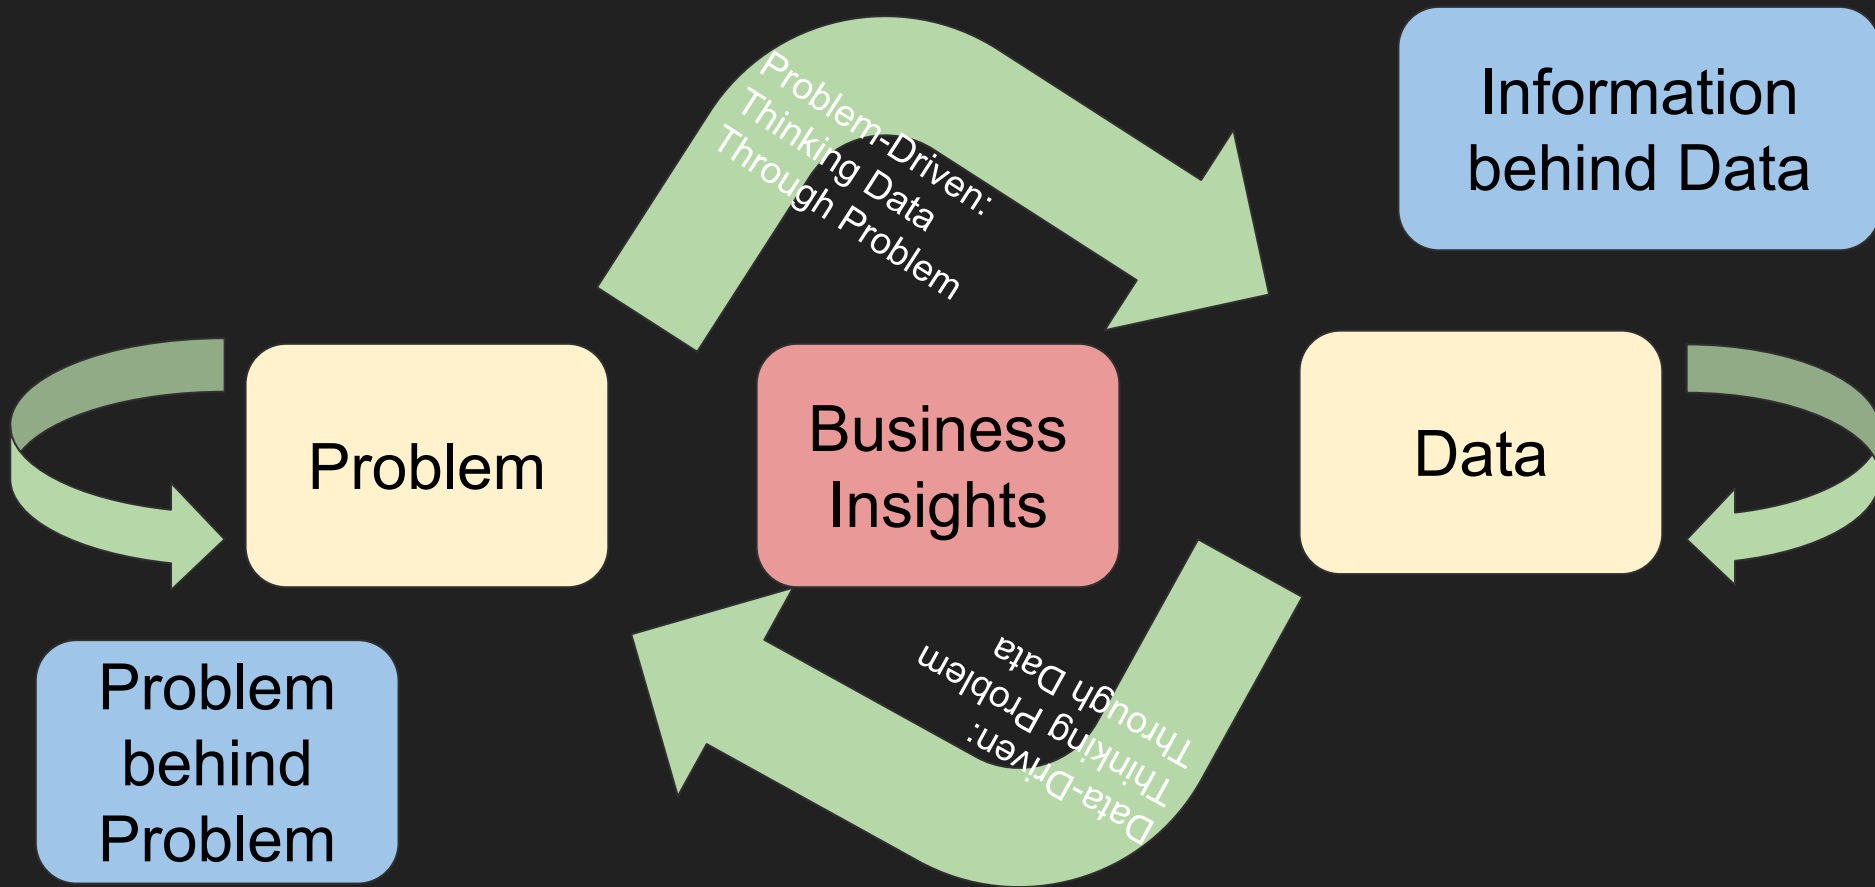 Problem-Driven:
Thinking Data
Through Problem
Information
behind Data
Problem
Business
Insights
Data
Data-Driven:
Thinking Problem
Through Data
Problem
behind
Problem